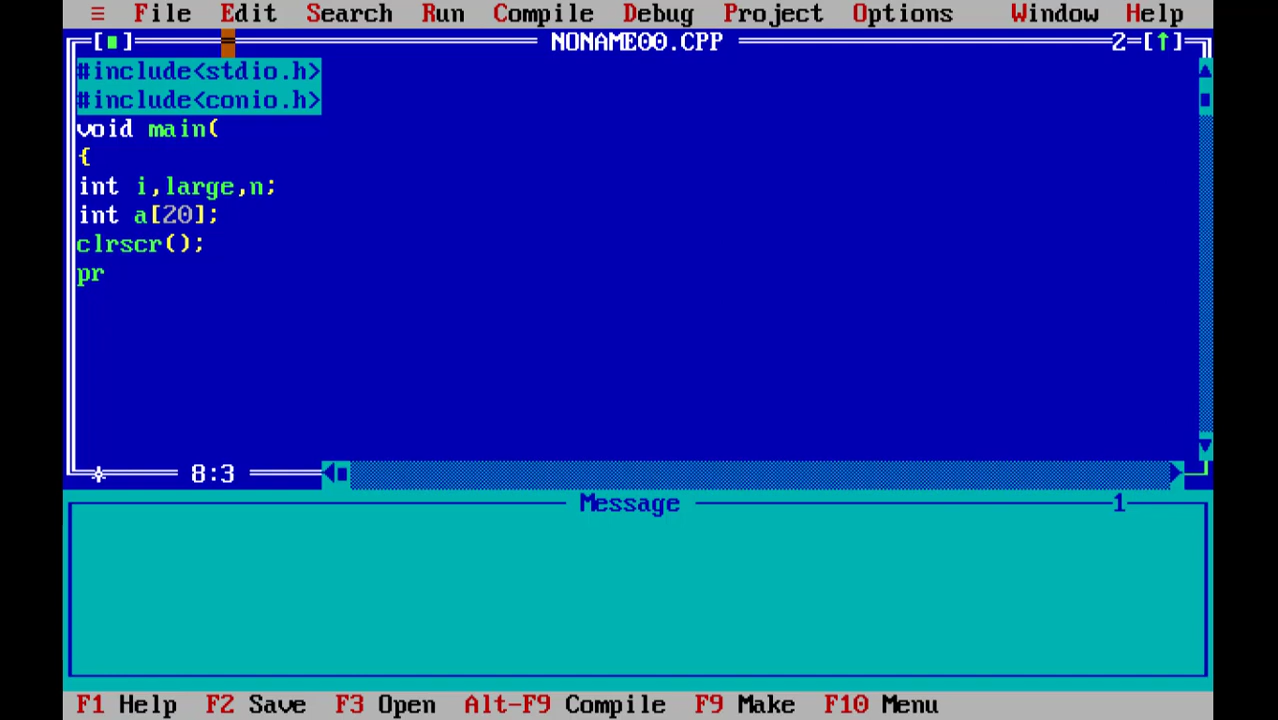 ≡ File Edit Search Run Compile Debug Project Options Window Help
[■] NONAME00.CPP 2=[↑]
#include<stdio.h>
#include<conio.h>
void main(
{
int i,large,n;
int a[20];
clrscr();
pr
8:3
Message 1
F1 Help F2 Save F3 Open Alt-F9 Compile F9 Make F10 Menu